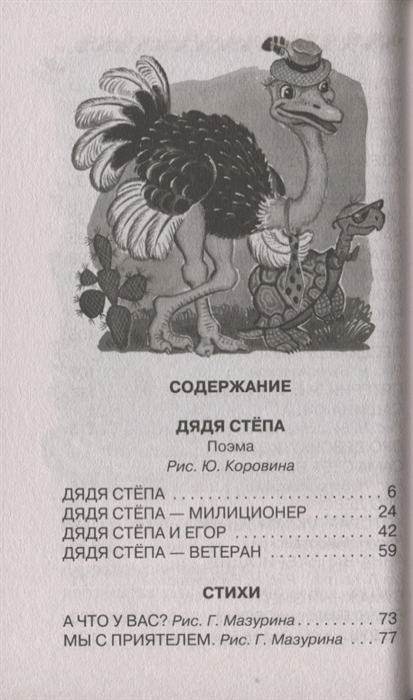 СОДЕРЖАНИЕ
ДЯДЯ СТЁПА
Поэма
Рис. Ю. Коровина
ДЯДЯ СТЁПА .......................... 6
ДЯДЯ СТЁПА — МИЛИЦИОНЕР ......... 24
ДЯДЯ СТЁПА И ЕГОР .................. 42
ДЯДЯ СТЁПА — ВЕТЕРАН .............. 59
СТИХИ
А ЧТО У ВАС? Рис. Г. Мазурина .......... 73
МЫ С ПРИЯТЕЛЕМ. Рис. Г. Мазурина .... 77